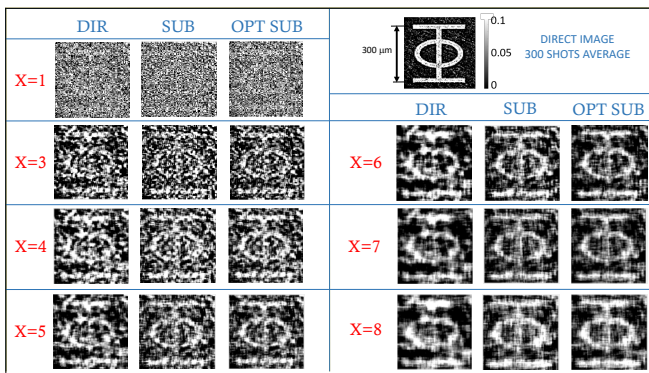 DIR SUB OPT SUB
X=1
X=3
X=4
X=5
300 µm
0.1
0.05
0
DIRECT IMAGE
300 SHOTS AVERAGE
DIR SUB OPT SUB
X=6
X=7
X=8